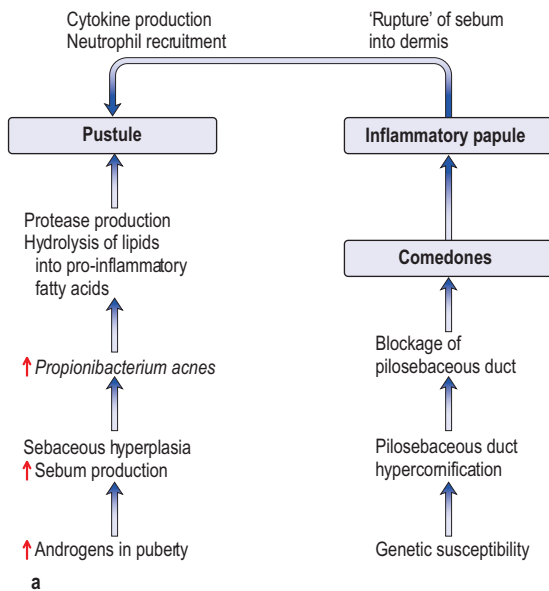 Cytokine production
Neutrophil recruitment
'Rupture' of sebum
into dermis
Pustule
Inflammatory papule
Protease production
Hydrolysis of lipids
into pro-inflammatory
fatty acids
Comedones
↑ Propionibacterium acnes
Blockage of
pilosebaceous duct
Sebaceous hyperplasia
↑ Sebum production
Pilosebaceous duct
hypercornification
↑ Androgens in puberty
Genetic susceptibility
a